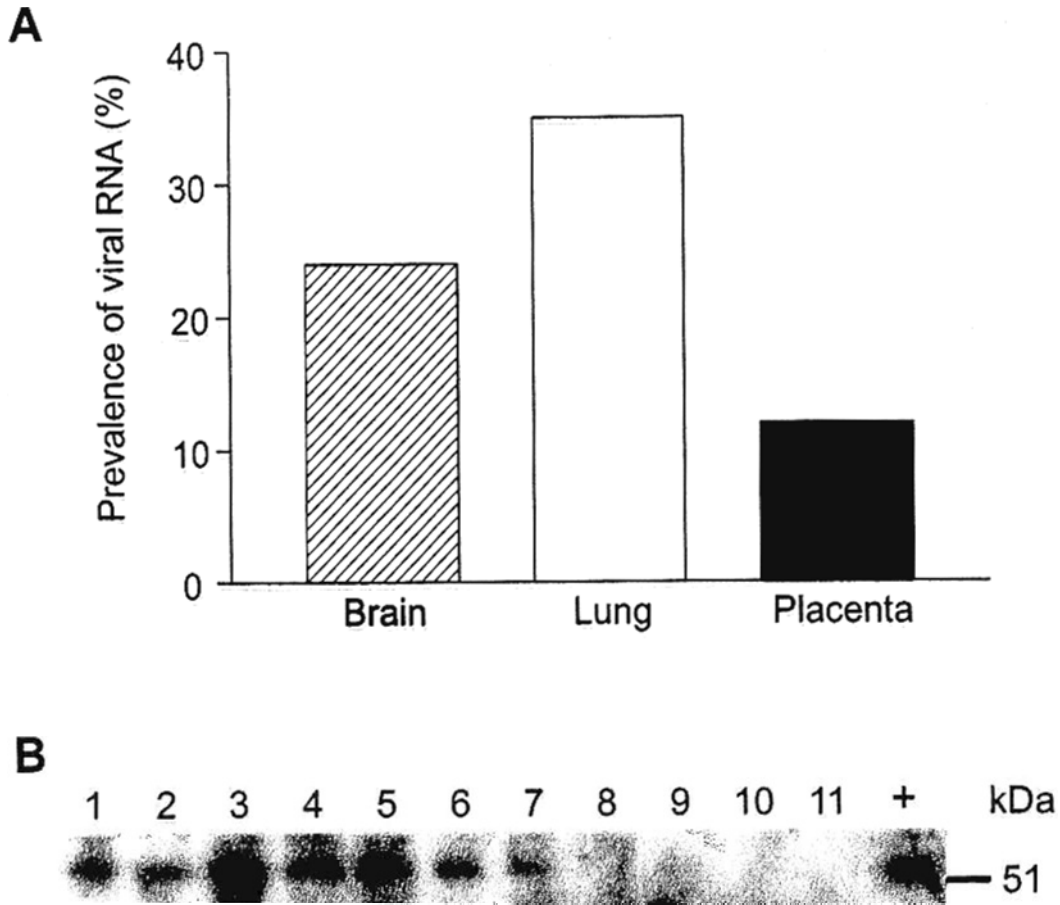 A
Prevalence of viral RNA (%)
40
30
20
10
0
Brain Lung Placenta
B
1 2 3 4 5 6 7 8 9 10 11 + kDa
51